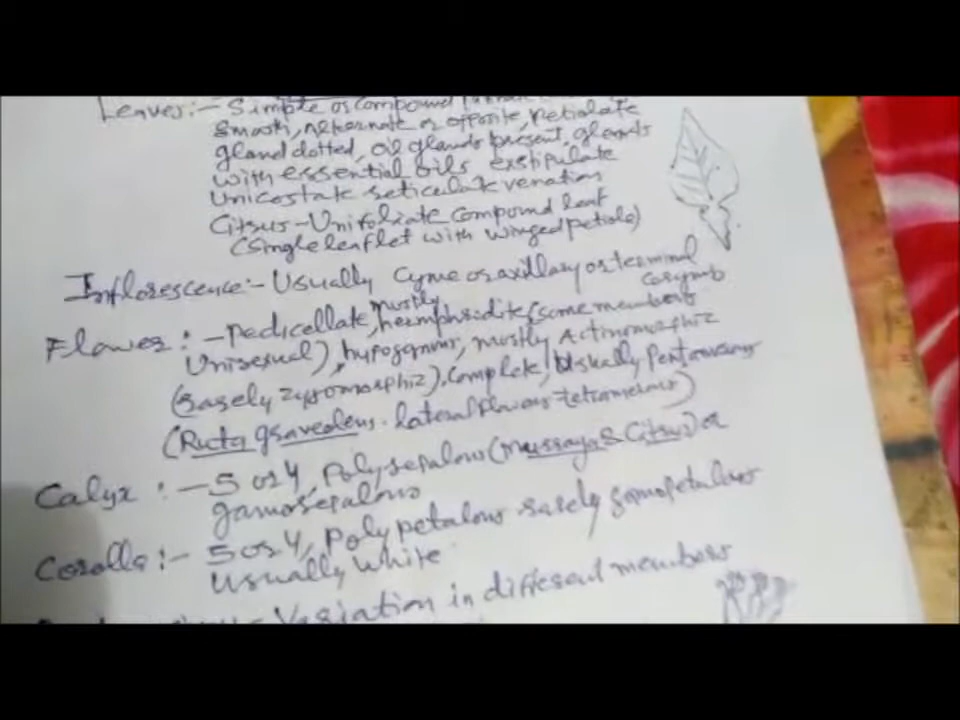 Leaves:- Simple or Compound
smooth, alternate or opposite, petiolate
gland dotted, oil glands present, glands
with essential oils exstipulate
Unicostate reticulate venation
Citrus - Unifoliate Compound leaf
(Single leaflet with winged petiole)
Inflorescence:- Usually Cyme or axillary or terminal
corymb
Flower:- Pedicellate, mostly hermphrodite (some members
Unisexual), hypogynous, mostly Actinomorphic
(rarely zygomorphic), Complete, Usually Pentamerous
(Ruta graveolens - lateral flowers tetramerous)
Calyx:- 5 or 4, Polysepalous (Murraya & Citrus) or
gamosepalous
Corolla:- 5 or 4, Polypetalous rarely gamopetalous
Usually White
Variation in different members